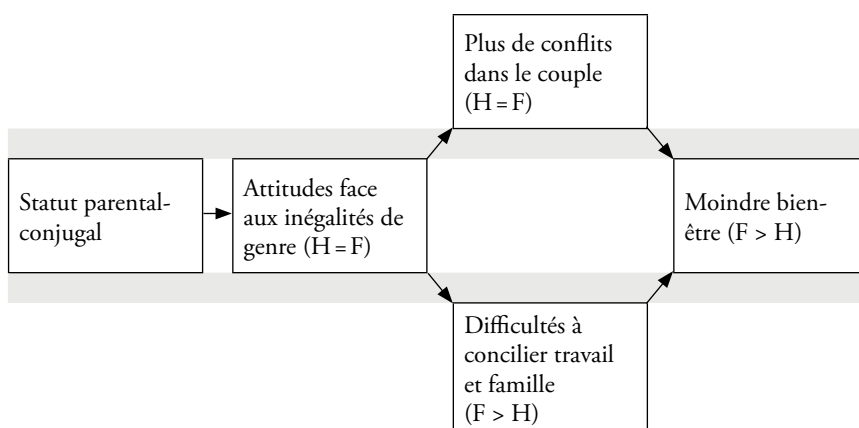 Plus de conflits
dans le couple
(H = F)
Statut parental-
conjugal
Attitudes face
aux inégalités de
genre (H = F)
Moindre bien-
être (F > H)
Difficultés à
concilier travail
et famille
(F > H)